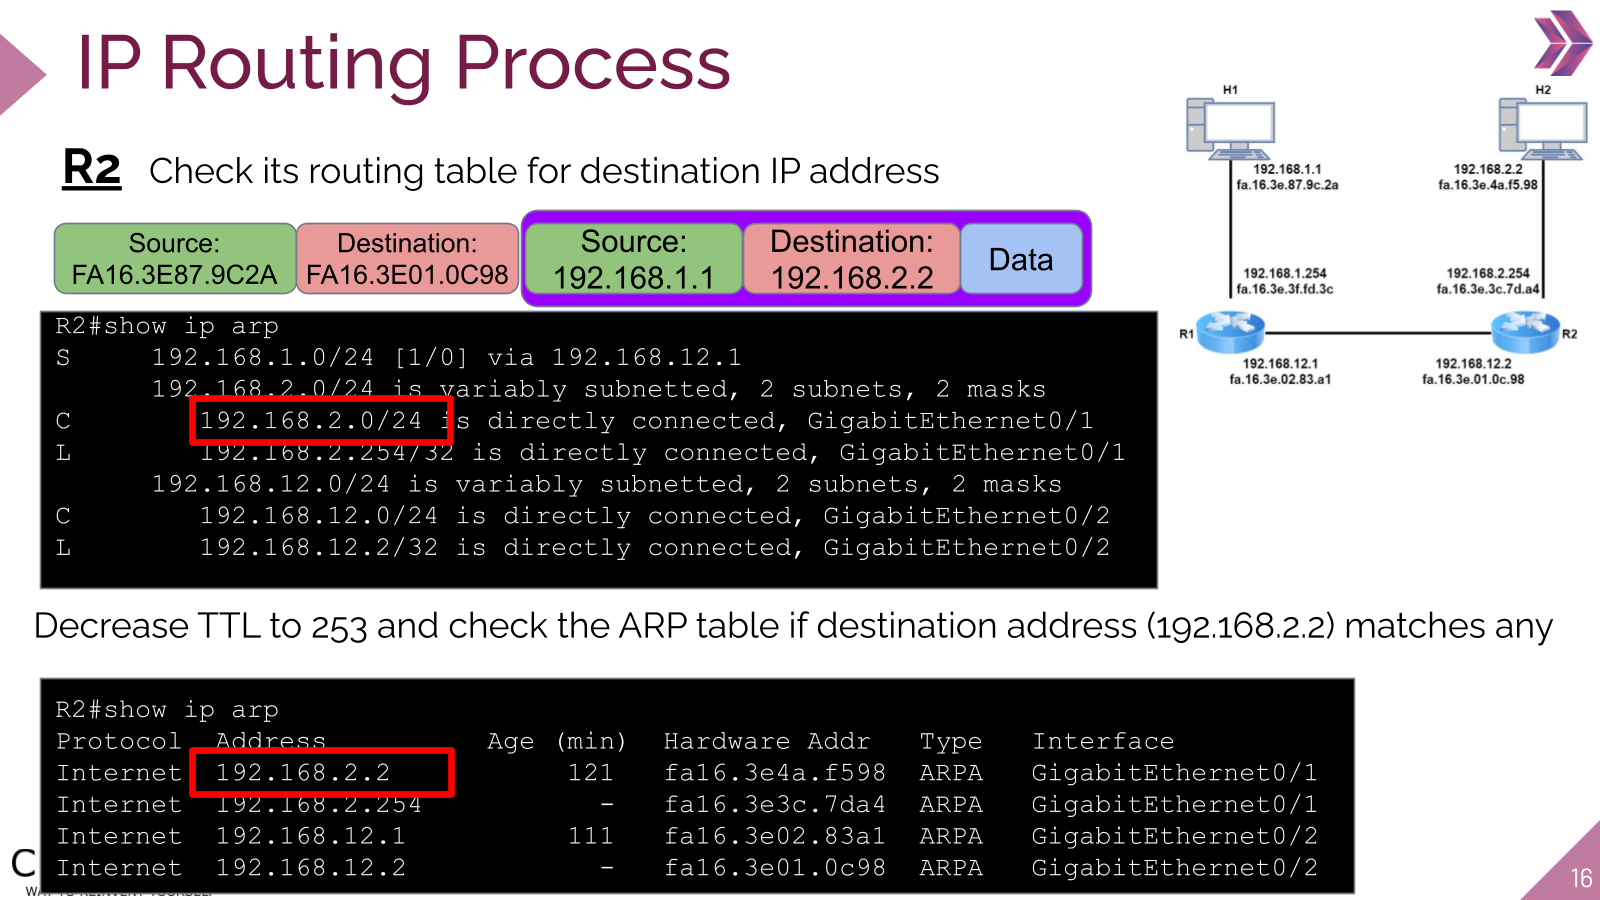 IP Routing Process
R2 Check its routing table for destination IP address
Source:
FA16.3E87.9C2A
Destination:
FA16.3E01.0C98
Source:
192.168.1.1
Destination:
192.168.2.2
Data
H1
H2
192.168.1.1
fa.16.3e.87.9c.2a
192.168.2.2
fa.16.3e.4a.f5.98
192.168.1.254
fa.16.3e.3f.fd.3c
192.168.2.254
fa.16.3e.3c.7d.a4
R1
R2
192.168.12.1
fa.16.3e.02.83.a1
192.168.12.2
fa.16.3e.01.0c.98
R2#show ip arp
S 192.168.1.0/24 [1/0] via 192.168.12.1
192.168.2.0/24 is variably subnetted, 2 subnets, 2 masks
C 192.168.2.0/24 is directly connected, GigabitEthernet0/1
L 192.168.2.254/32 is directly connected, GigabitEthernet0/1
192.168.12.0/24 is variably subnetted, 2 subnets, 2 masks
C 192.168.12.0/24 is directly connected, GigabitEthernet0/2
L 192.168.12.2/32 is directly connected, GigabitEthernet0/2
Decrease TTL to 253 and check the ARP table if destination address (192.168.2.2) matches any
R2#show ip arp
Protocol Address Age (min) Hardware Addr Type Interface
Internet 192.168.2.2 121 fa16.3e4a.f598 ARPA GigabitEthernet0/1
Internet 192.168.2.254 - fa16.3e3c.7da4 ARPA GigabitEthernet0/1
Internet 192.168.12.1 111 fa16.3e02.83a1 ARPA GigabitEthernet0/2
Internet 192.168.12.2 - fa16.3e01.0c98 ARPA GigabitEthernet0/2
C
16